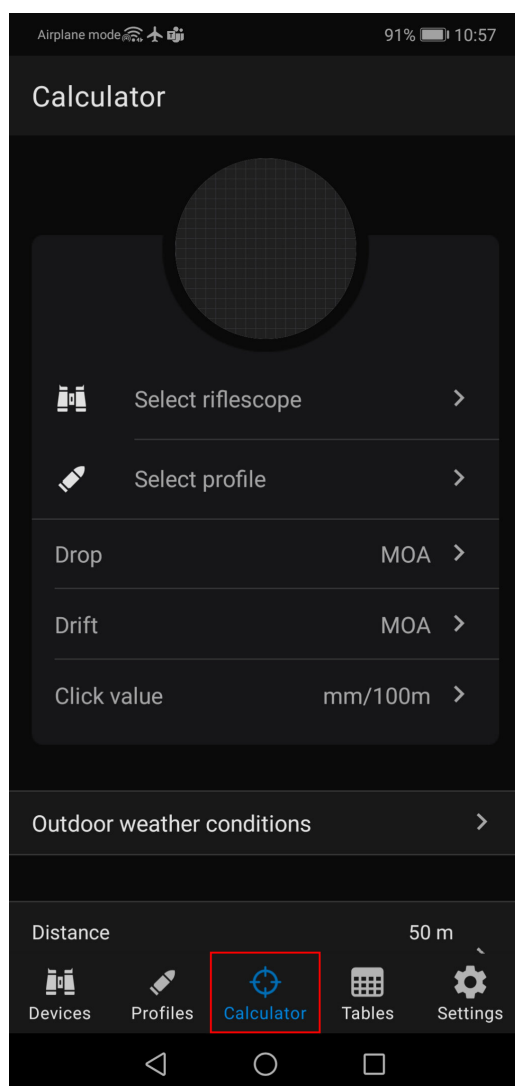 Airplane mode 91% 10:57
Calculator
Select riflescope
Select profile
Drop MOA
Drift MOA
Click value mm/100m
Outdoor weather conditions
Distance 50 m
Devices Profiles Calculator Tables Settings